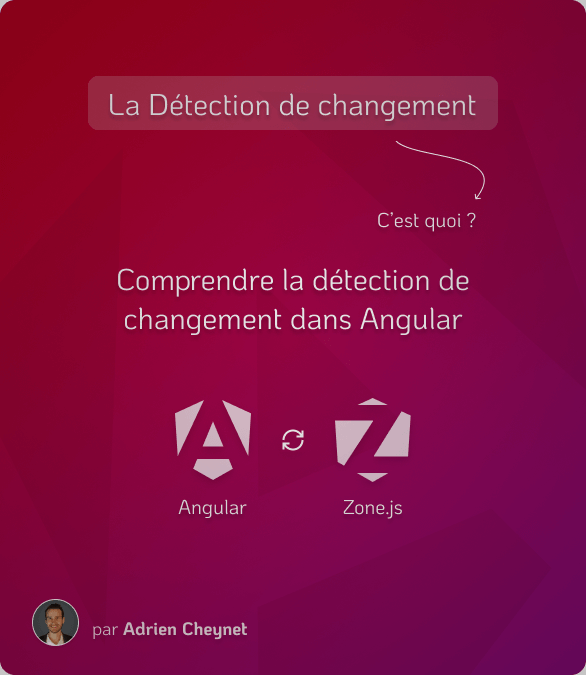 La Détection de changement
C'est quoi ?
Comprendre la détection de
changement dans Angular
Angular
Zone.js
par Adrien Cheynet